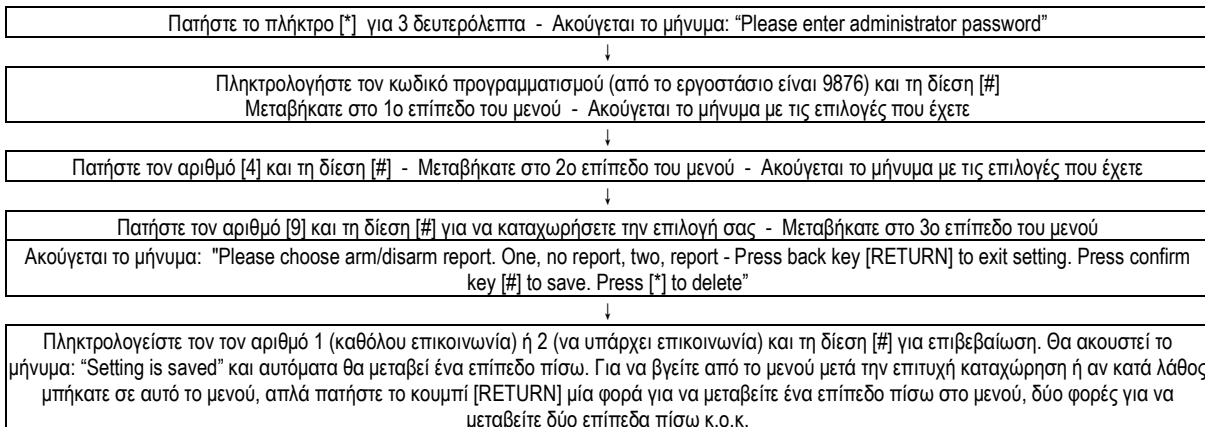 Πατήστε το πλήκτρο [*] για 3 δευτερόλεπτα - Ακούγεται το μήνυμα: “Please enter administrator password”
↓
Πληκτρολογήστε τον κωδικό προγραμματισμού (από το εργοστάσιο είναι 9876) και τη δίεση [#]
Μεταβήκατε στο 1ο επίπεδο του μενού - Ακούγεται το μήνυμα με τις επιλογές που έχετε
↓
Πατήστε τον αριθμό [4] και τη δίεση [#] - Μεταβήκατε στο 2ο επίπεδο του μενού - Ακούγεται το μήνυμα με τις επιλογές που έχετε
↓
Πατήστε τον αριθμό [9] και τη δίεση [#] για να καταχωρήσετε την επιλογή σας - Μεταβήκατε στο 3ο επίπεδο του μενού
Ακούγεται το μήνυμα: "Please choose arm/disarm report. One, no report, two, report - Press back key [RETURN] to exit setting. Press confirm
key [#] to save. Press [*] to delete”
↓
Πληκτρολογείστε τον τον αριθμό 1 (καθόλου επικοινωνία) ή 2 (να υπάρχει επικοινωνία) και τη δίεση [#] για επιβεβαίωση. Θα ακουστεί το
μήνυμα: “Setting is saved” και αυτόματα θα μεταβεί ένα επίπεδο πίσω. Για να βγείτε από το μενού μετά την επιτυχή καταχώρηση ή αν κατά λάθος
μπήκατε σε αυτό το μενού, απλά πατήστε το κουμπί [RETURN] μία φορά για να μεταβείτε ένα επίπεδο πίσω στο μενού, δύο φορές για να
μεταβείτε δύο επίπεδα πίσω κ.ο.κ.